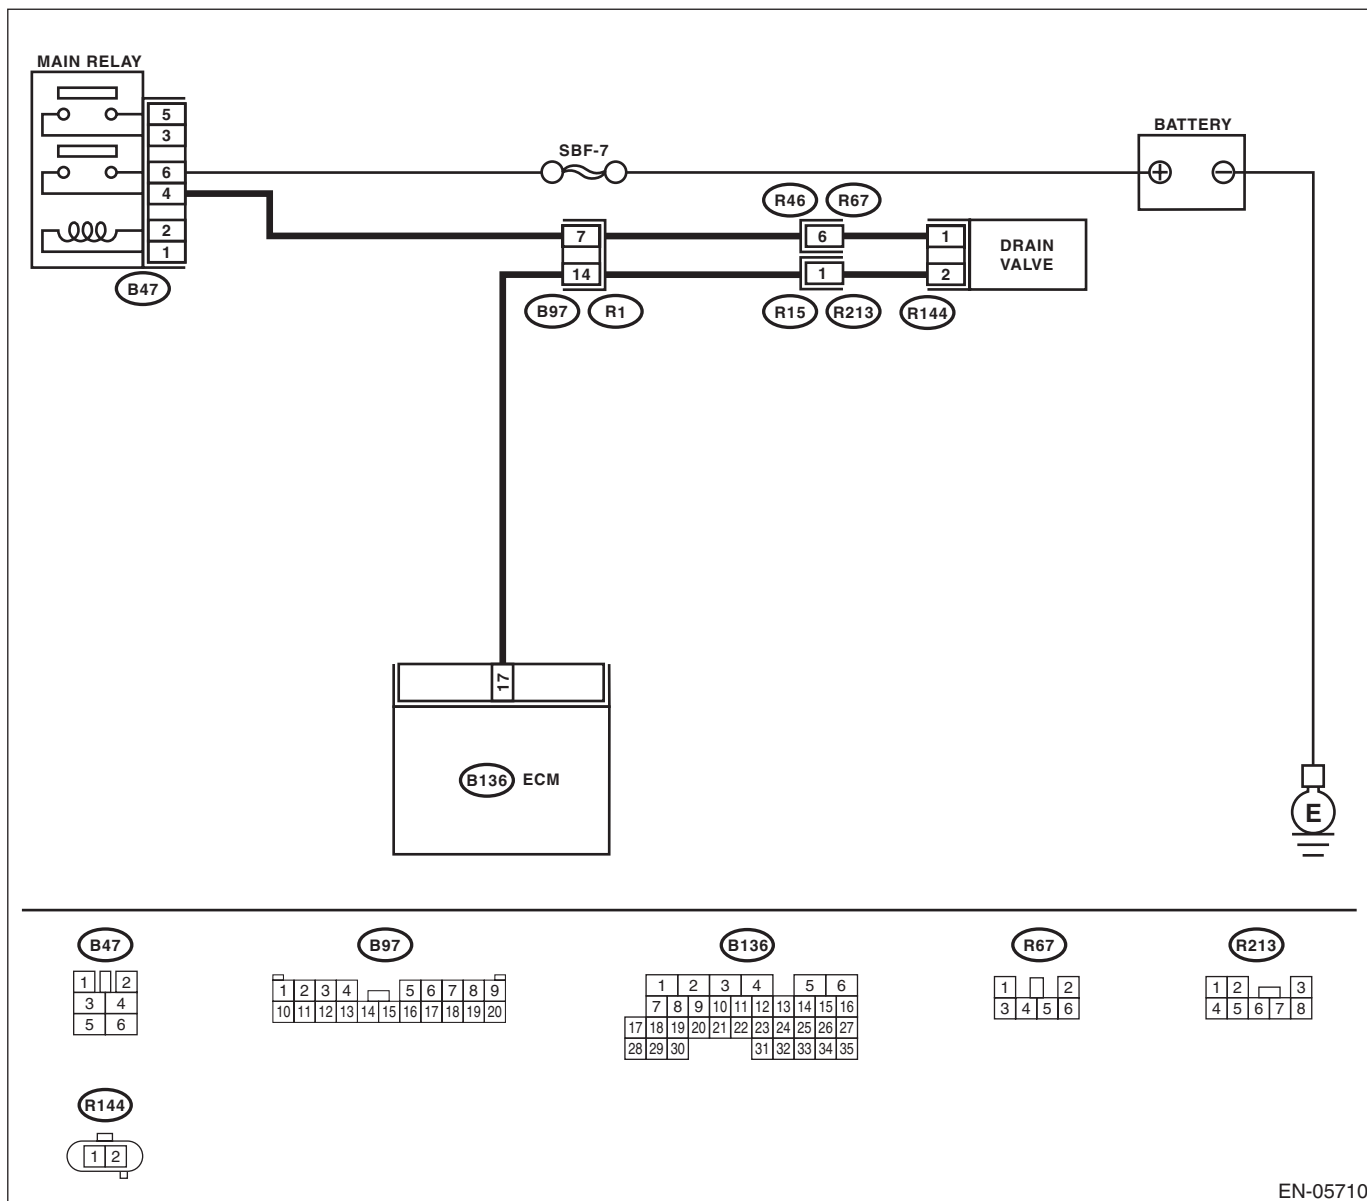 MAIN RELAY
5
3
6
4
2
1
B47
SBF-7
BATTERY
R46 R67
7
6
1
DRAIN
VALVE
14
1
2
B97 R1
R15 R213
R144
17
B136 ECM
E
B47
1 2
3 4
5 6
B97
1 2 3 4 5 6 7 8 9
10 11 12 13 14 15 16 17 18 19 20
B136
1 2 3 4 5 6
7 8 9 10 11 12 13 14 15 16
17 18 19 20 21 22 23 24 25 26 27
28 29 30 31 32 33 34 35
R67
1 2
3 4 5 6
R213
1 2 3
4 5 6 7 8
R144
1 2
EN-05710